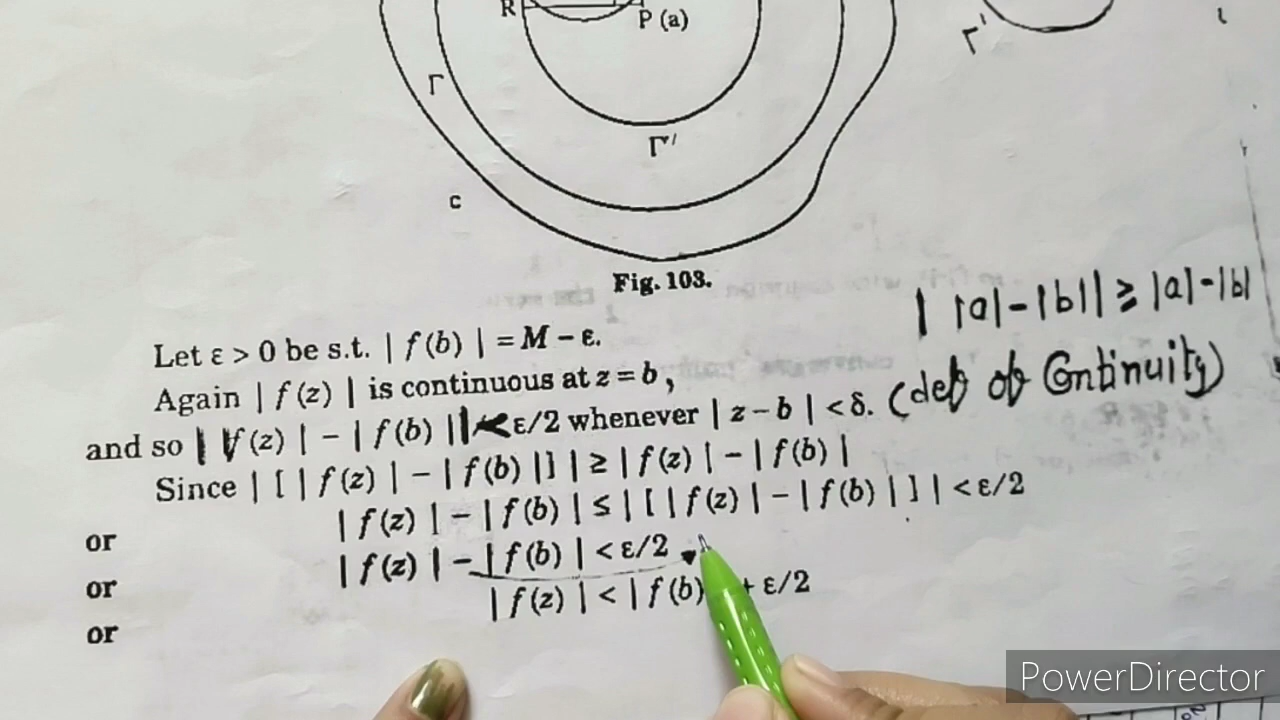 R
P (a)
Γ'
Γ
Γ'
c
Fig. 103.
| |a|-|b|| ≥ |a|-|b|
Let ε > 0 be s.t. | f (b) | = M − ε.
Again | f (z) | is continuous at z = b ,
(def of Continuity)
and so | | f (z) | − | f (b) || < ε/2 whenever | z − b | < δ.
Since | [ | f (z) | − | f (b) |] | ≥ | f (z) | − | f (b) |
or | f (z) | − | f (b) | ≤ | [ | f (z) | − | f (b) | ] | < ε/2
or | f (z) | − | f (b) | < ε/2
or | f (z) | < | f (b) + ε/2
PowerDirector